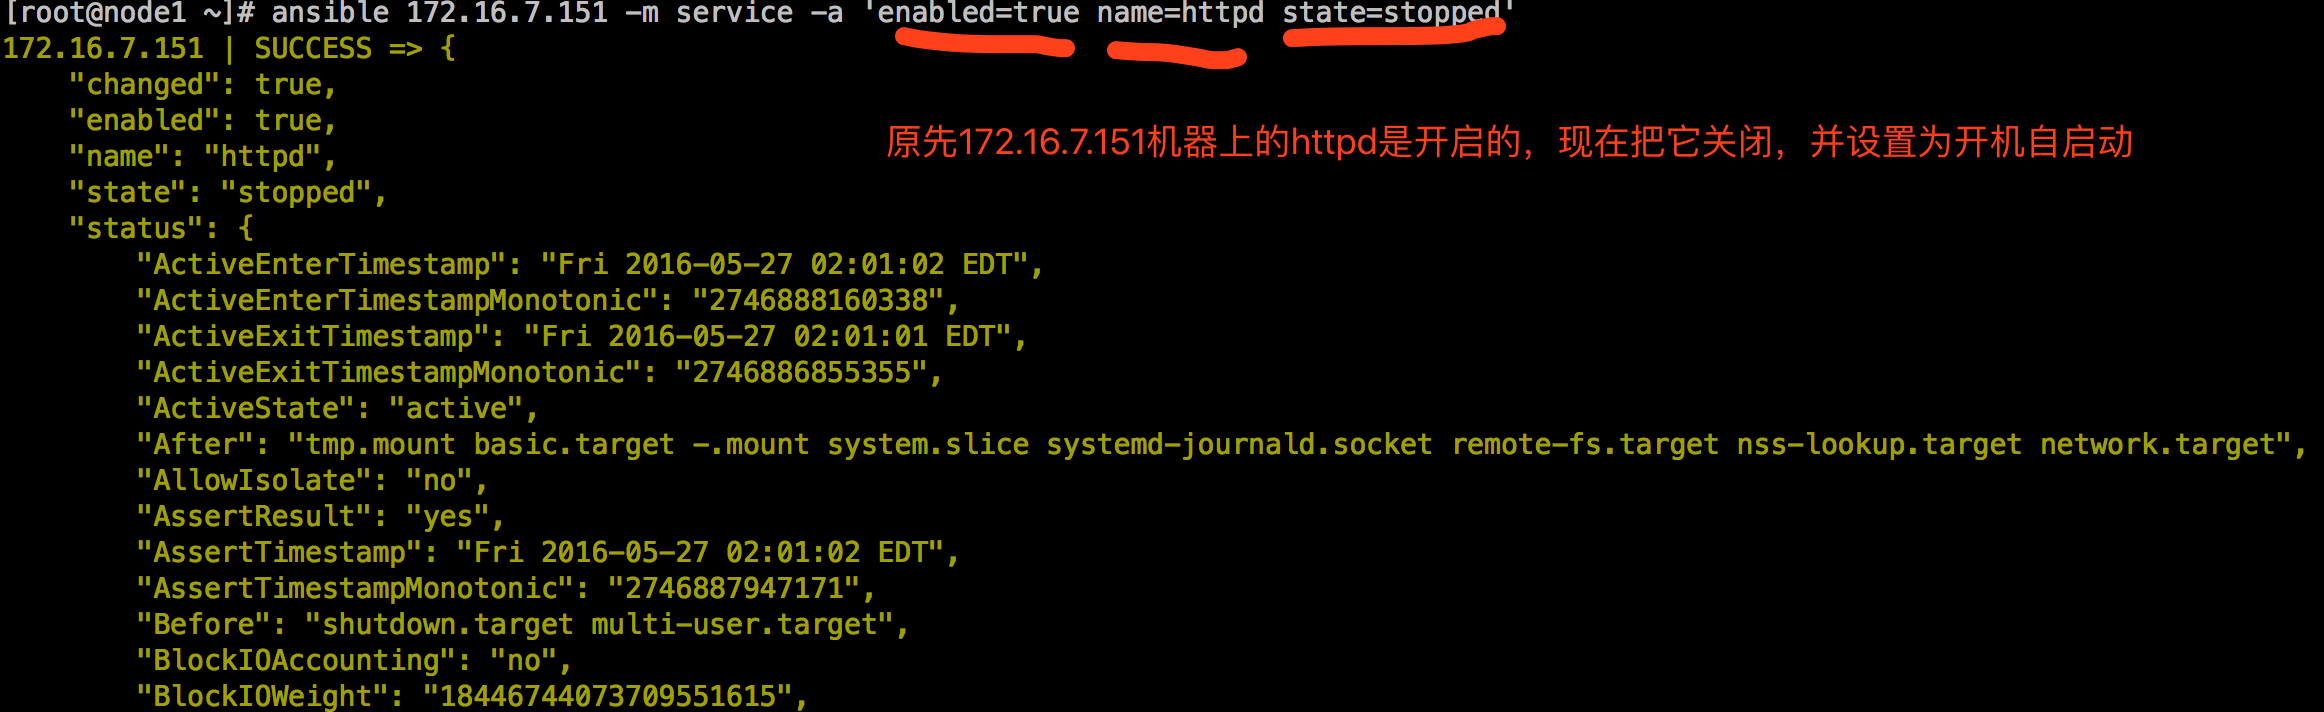 [root@node1 ~]# ansible 172.16.7.151 -m service -a 'enabled=true name=httpd state=stopped'
172.16.7.151 | SUCCESS => {
    "changed": true,
    "enabled": true,
    "name": "httpd",
    "state": "stopped",
    "status": {
        "ActiveEnterTimestamp": "Fri 2016-05-27 02:01:02 EDT",
        "ActiveEnterTimestampMonotonic": "2746888160338",
        "ActiveExitTimestamp": "Fri 2016-05-27 02:01:01 EDT",
        "ActiveExitTimestampMonotonic": "2746886855355",
        "ActiveState": "active",
        "After": "tmp.mount basic.target -.mount system.slice systemd-journald.socket remote-fs.target nss-lookup.target network.target",
        "AllowIsolate": "no",
        "AssertResult": "yes",
        "AssertTimestamp": "Fri 2016-05-27 02:01:02 EDT",
        "AssertTimestampMonotonic": "2746887947171",
        "Before": "shutdown.target multi-user.target",
        "BlockIOAccounting": "no",
        "BlockIOWeight": "18446744073709551615",
原先172.16.7.151机器上的httpd是开启的，现在把它关闭，并设置为开机自启动